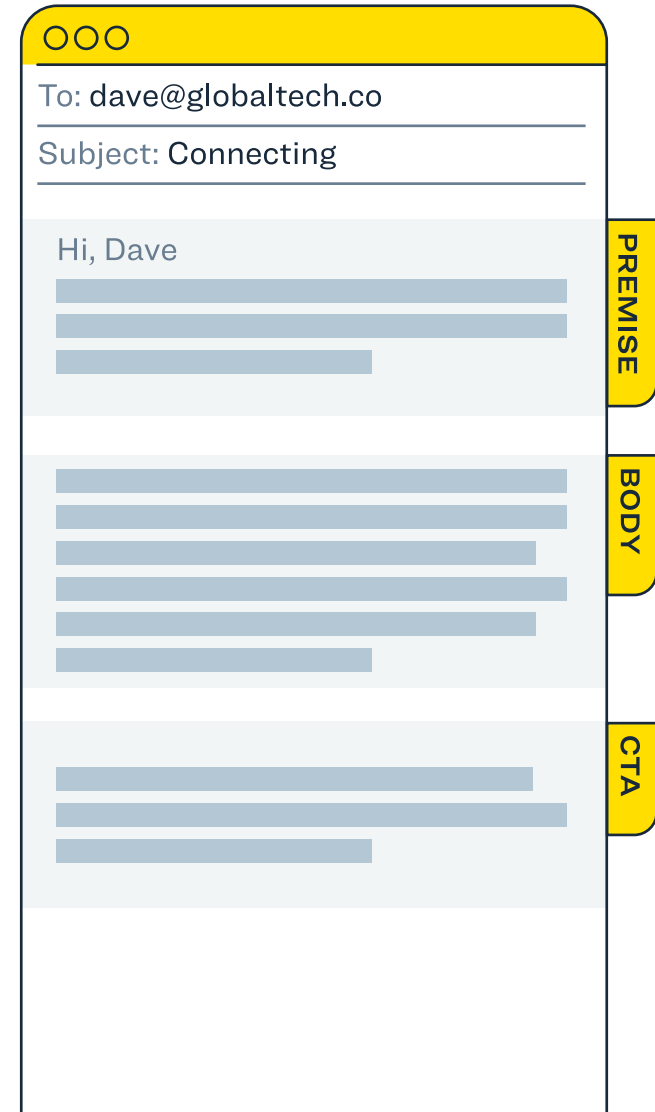 To: dave@globaltech.co
Subject: Connecting
Hi, Dave
PREMISE
BODY
CTA